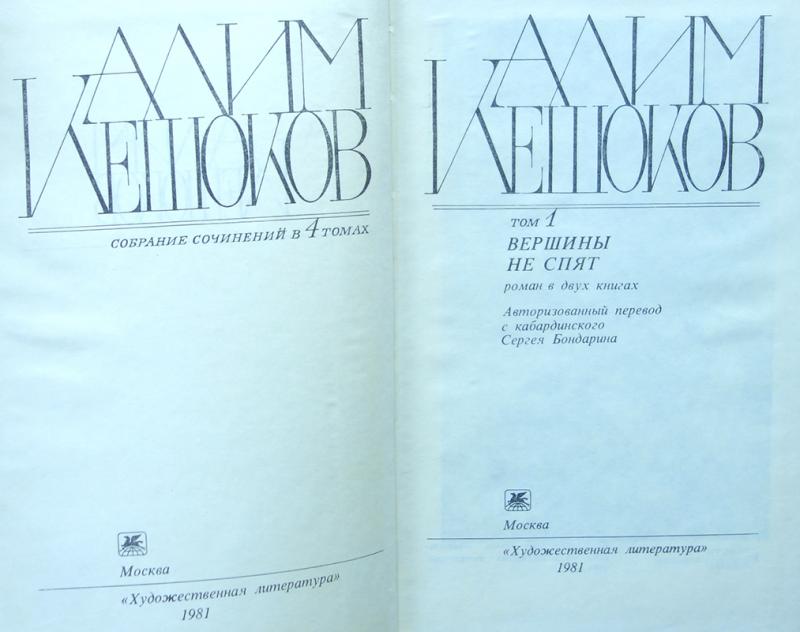 АЛИМ
КЕШОКОВ
СОБРАНИЕ СОЧИНЕНИЙ В 4 ТОМАХ
Москва
«Художественная литература»
1981
АЛИМ
КЕШОКОВ
ТОМ 1
ВЕРШИНЫ
НЕ СПЯТ
роман в двух книгах
Авторизованный перевод
с кабардинского
Сергея Бондарина
Москва
«Художественная литература»
1981